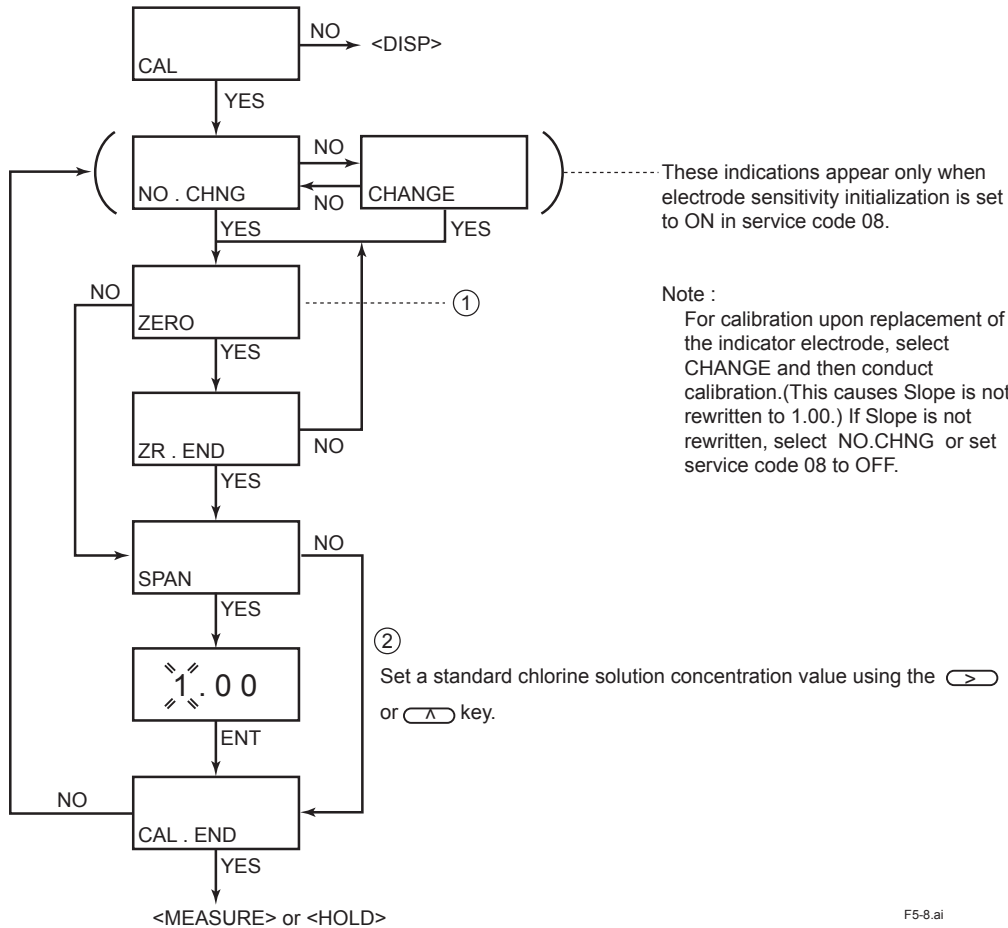 NO
<DISP>
CAL
YES
NO
NO . CHNG
NO
CHANGE
These indications appear only when
electrode sensitivity initialization is set
to ON in service code 08.
YES
YES
NO
ZERO
①
Note :
For calibration upon replacement of
the indicator electrode, select
CHANGE and then conduct
calibration.(This causes Slope is not
rewritten to 1.00.) If Slope is not
rewritten, select NO.CHNG or set
service code 08 to OFF.
YES
ZR . END
NO
YES
NO
SPAN
YES
②
1.00
Set a standard chlorine solution concentration value using the >
or ∧ key.
ENT
NO
CAL . END
YES
<MEASURE> or <HOLD>
F5-8.ai